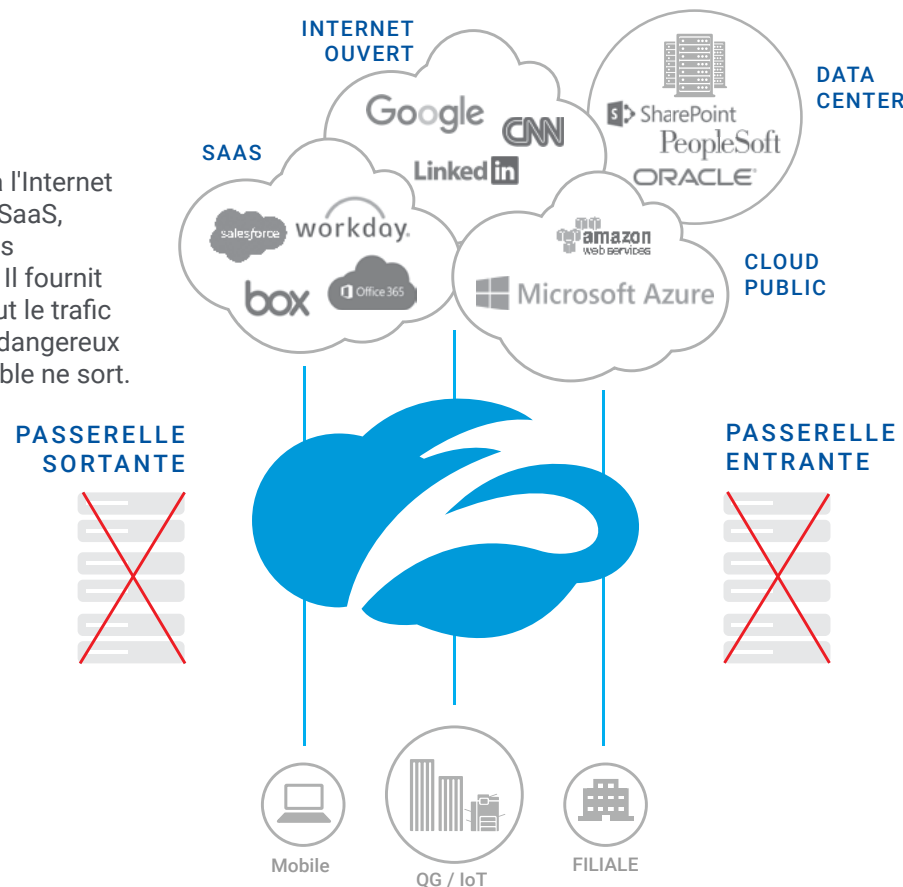 INTERNET
OUVERT
Google
CNN
Linked in
DATA
CENTER
SharePoint
PeopleSoft
ORACLE
SAAS
salesforce
workday.
box
Office 365
amazon
web services
Microsoft Azure
CLOUD
PUBLIC
à l'Internet
SaaS,
s
Il fournit
ut le trafic
dangereux
ble ne sort.
PASSERELLE
SORTANTE
PASSERELLE
ENTRANTE
Mobile
QG / IoT
FILIALE